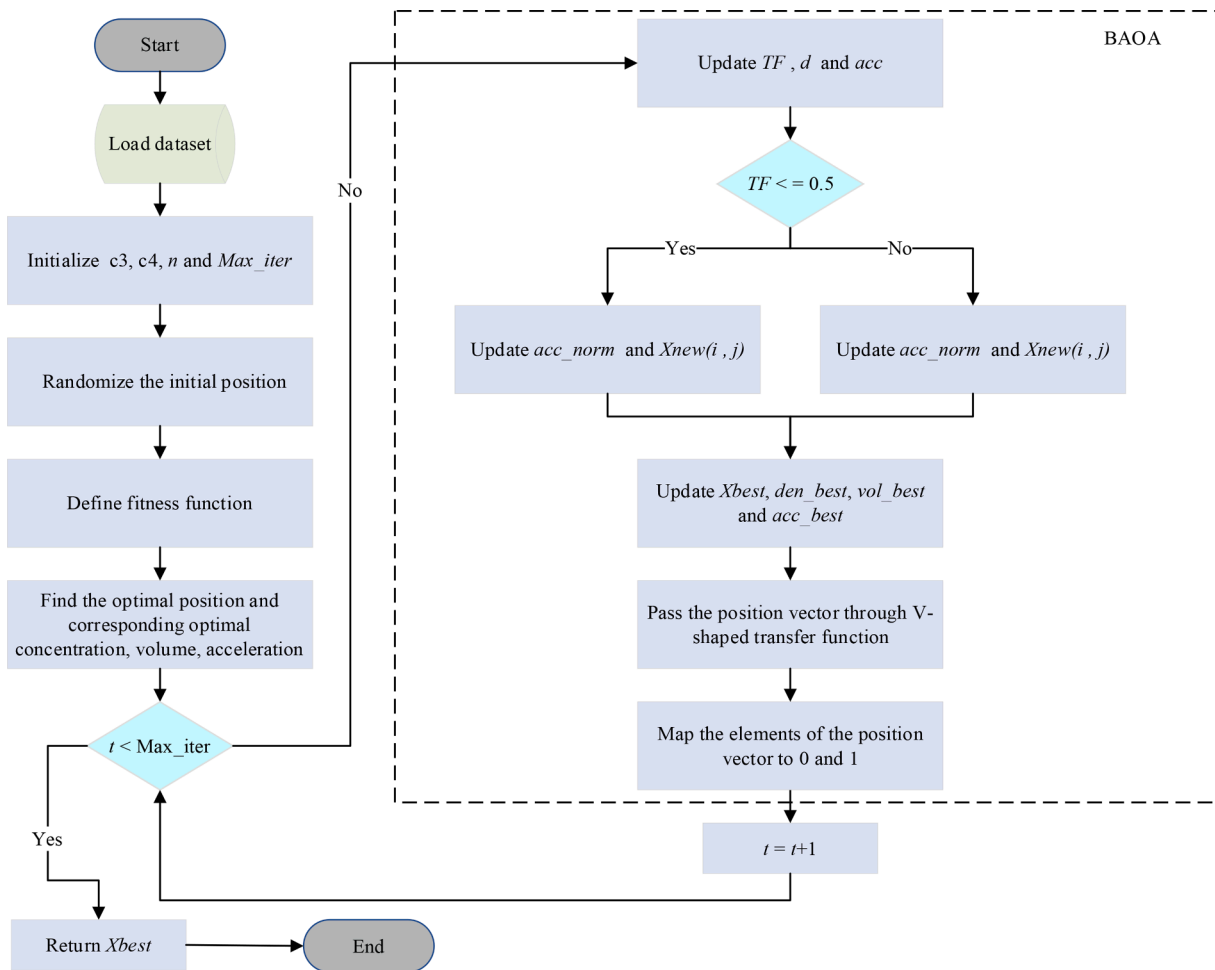 Start
Load dataset
Initialize c3, c4, n and Max_iter
Randomize the initial position
Define fitness function
Find the optimal position and
corresponding optimal
concentration, volume, acceleration
t < Max_iter
Yes
No
Return Xbest
End
BAOA
Update TF , d and acc
TF < = 0.5
Yes
No
Update acc_norm and Xnew(i , j)
Update acc_norm and Xnew(i , j)
Update Xbest, den_best, vol_best
and acc_best
Pass the position vector through V-
shaped transfer function
Map the elements of the position
vector to 0 and 1
t = t+1